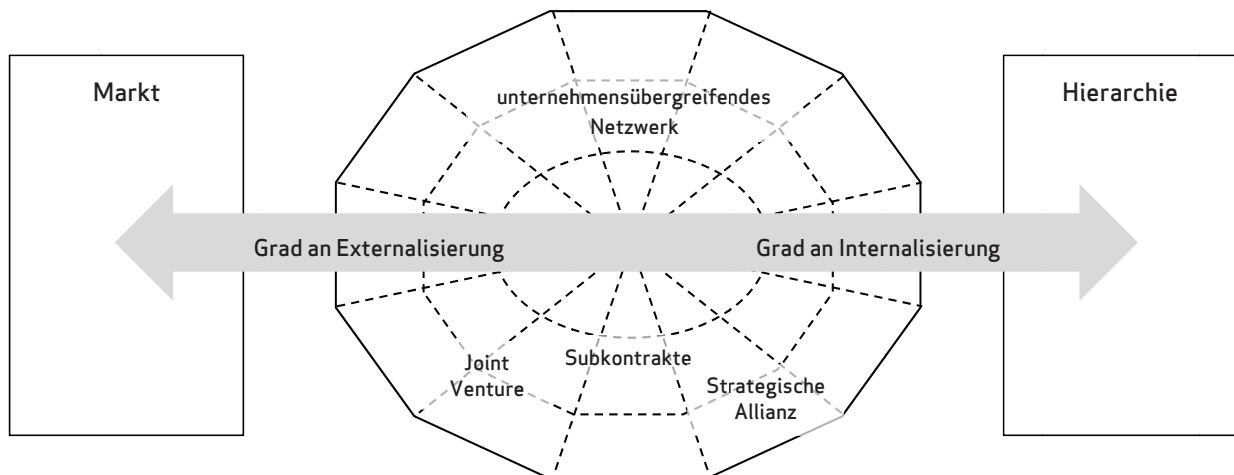 Markt
unternehmensübergreifendes
Netzwerk
Hierarchie
Grad an Externalisierung
Grad an Internalisierung
Joint
Venture
Subkontrakte
Strategische
Allianz